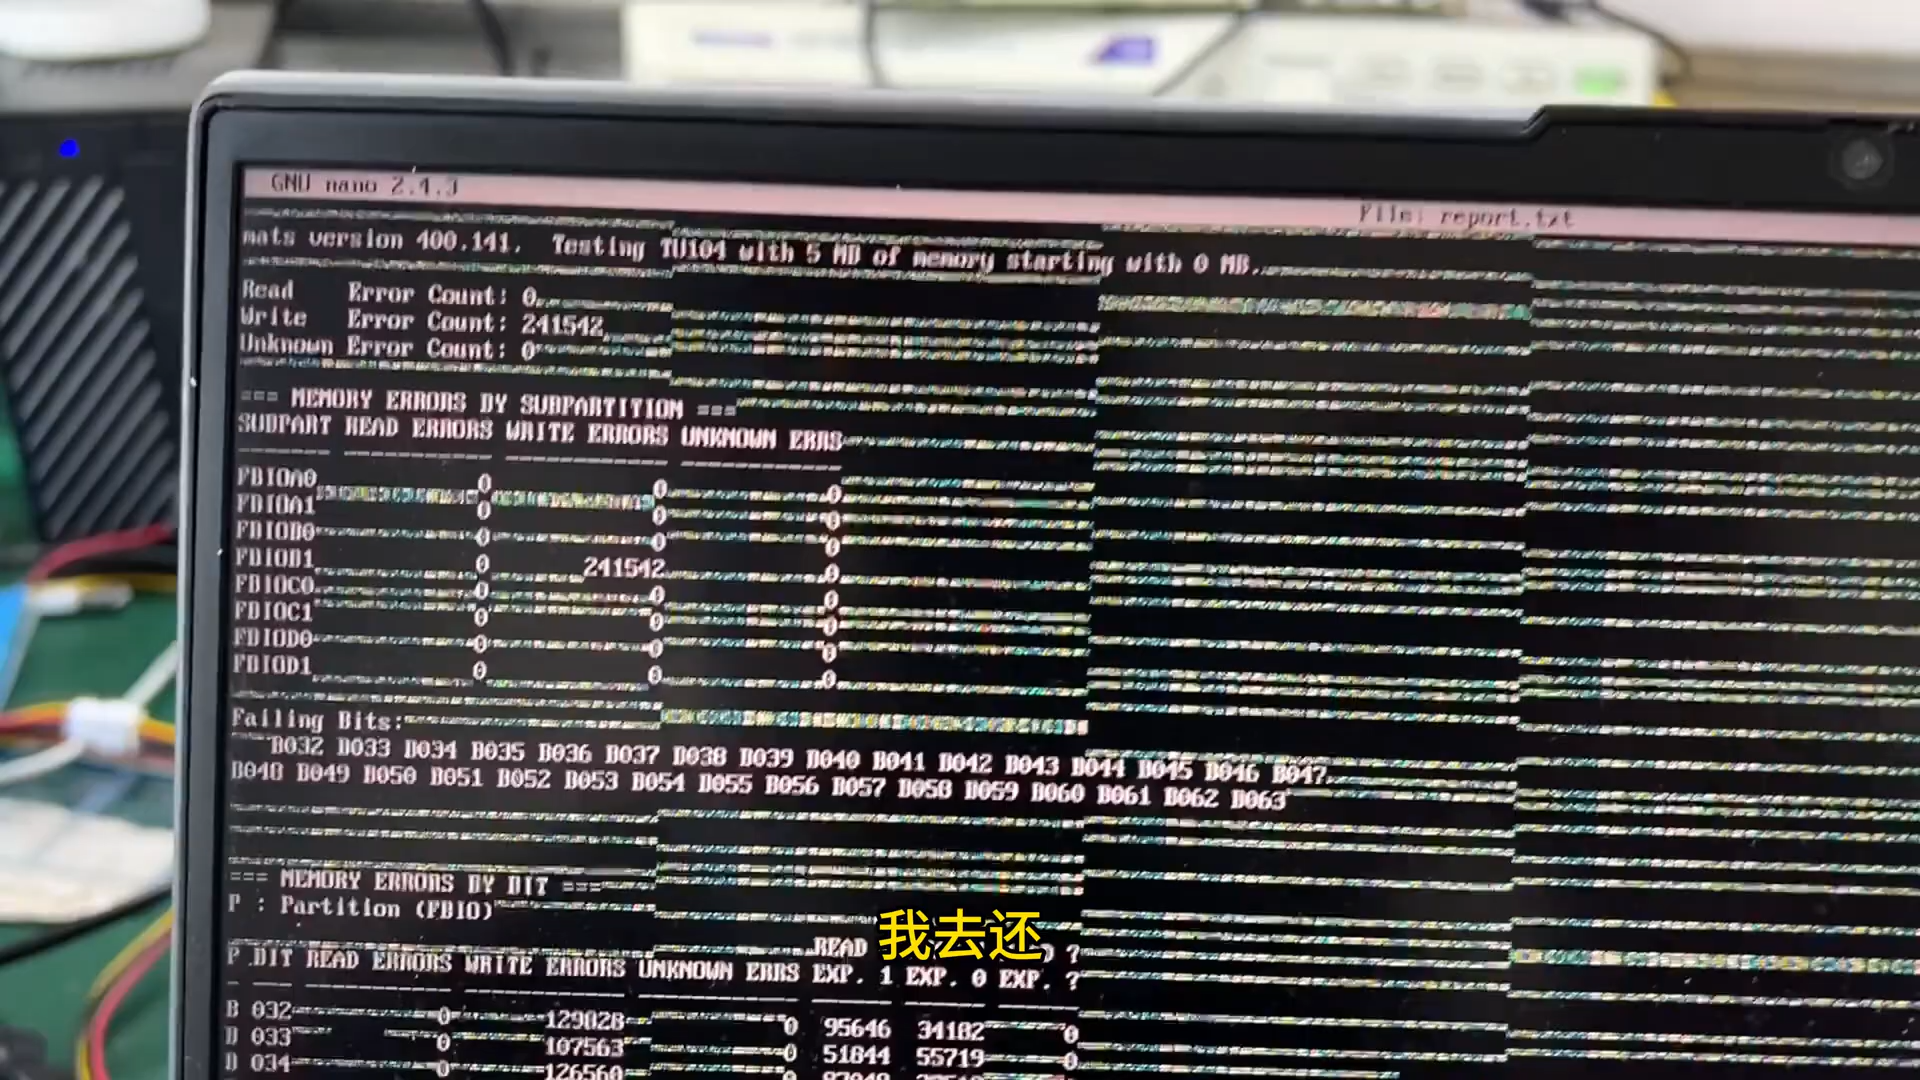 GNU nano 2.4.3
File: report.txt
mats version 400.141. Testing TU104 with 5 MB of memory starting with 0 MB.
Read Error Count: 0
Write Error Count: 241542
Unknown Error Count: 0
=== MEMORY ERRORS BY SUBPARTITION ===
SUBPART READ ERRORS WRITE ERRORS UNKNOWN ERRS
------- ----------- ------------ ------------
FBIOA0 0 0 0
FBIOA1 0 0 0
FBIOB0 0 0 0
FBIOB1 0 241542 0
FBIOC0 0 0 0
FBIOC1 0 0 0
FBIOD0 0 0 0
FBIOD1 0 0 0
Failing Bits:
B032 B033 B034 B035 B036 B037 B038 B039 B040 B041 B042 B043 B044 B045 B046 B047
B048 B049 B050 B051 B052 B053 B054 B055 B056 B057 B058 B059 B060 B061 B062 B063
=== MEMORY ERRORS BY BIT ===
P : Partition (FBIO)
READ ?
P BIT READ ERRORS WRITE ERRORS UNKNOWN ERRS EXP. 1 EXP. 0 EXP. ?
B 032 0 129828 0 95646 34182 0
B 033 0 107563 0 51844 55719 0
B 034 0 126560
我去还